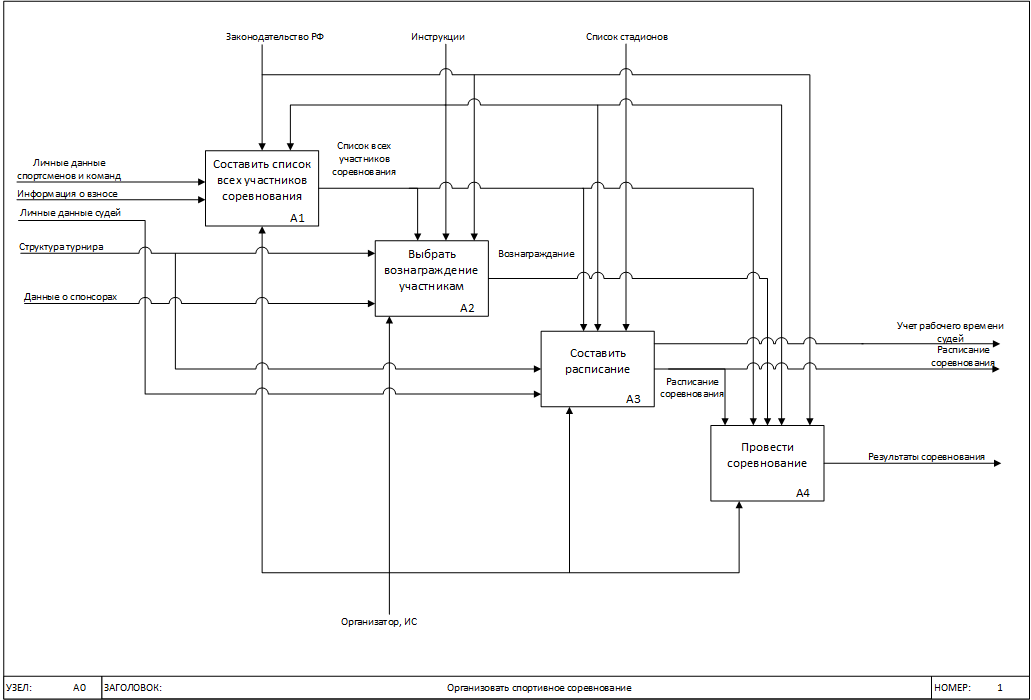 Законодательство РФ
Инструкции
Список стадионов
Личные данные
спортсменов и команд
Информация о взносе
Личные данные судей
Структура турнира
Данные о спонсорах
Составить список
всех участников
соревнования
A1
Список всех
участников
соревнования
Выбрать
вознаграждение
участникам
A2
Вознаграждание
Составить
расписание
A3
Учет рабочего времени
судей
Расписание
соревнования
Расписание
соревнования
Провести
соревнование
A4
Результаты соревнования
Организатор, ИС
УЗЕЛ: A0 ЗАГОЛОВОК: Организовать спортивное соревнование НОМЕР: 1